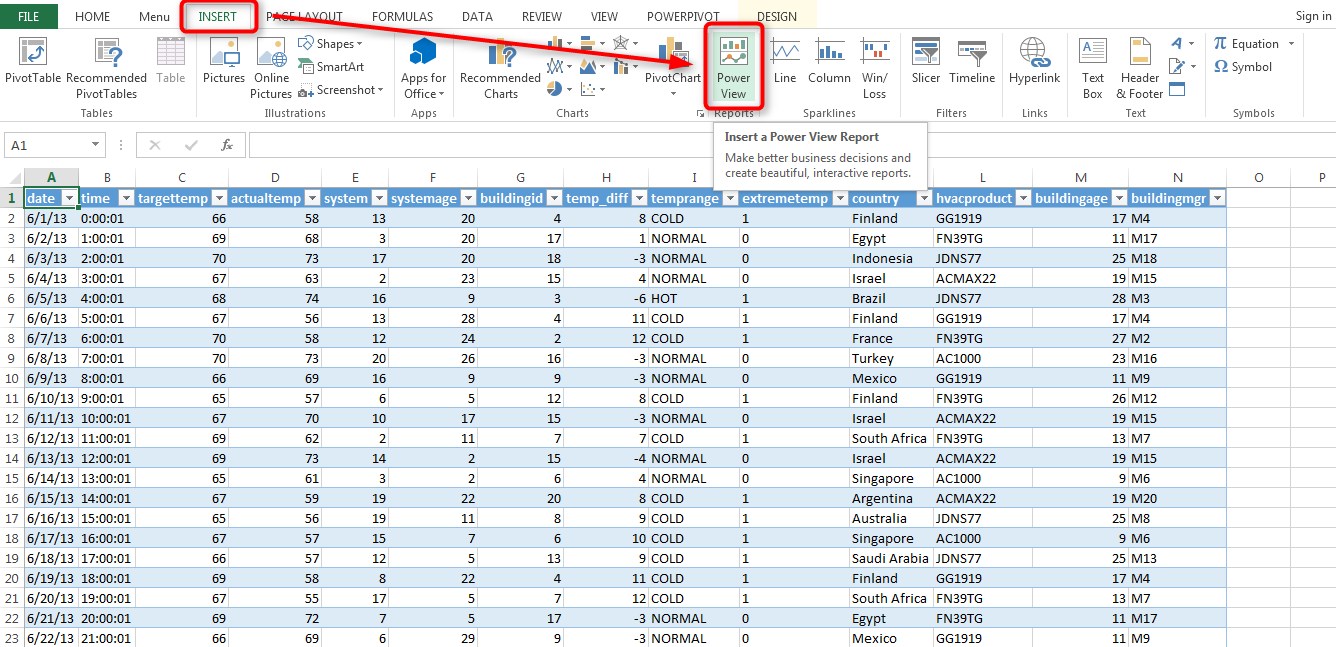 FILE HOME Menu INSERT PAGE LAYOUT FORMULAS DATA REVIEW VIEW POWERPIVOT DESIGN Sign in
PivotTable Recommended PivotTables Table Pictures Online Pictures Shapes SmartArt Screenshot Apps for Office Recommended Charts PivotChart Power View Line Column Win/ Loss Slicer Timeline Hyperlink Text Box Header & Footer Equation Symbol
Tables Illustrations Apps Charts Reports Sparklines Filters Links Text Symbols
A1 fx
Insert a Power View Report
Make better business decisions and
create beautiful, interactive reports.
A B C D E F G H I L M N O P
1 date time targettemp actualtemp system systemage buildingid temp_diff temprange extremetemp country hvacproduct buildingage buildingmgr
2 6/1/13 0:00:01 66 58 13 20 4 8 COLD 1 Finland GG1919 17 M4
3 6/2/13 1:00:01 69 68 3 20 17 1 NORMAL 0 Egypt FN39TG 11 M17
4 6/3/13 2:00:01 70 73 17 20 18 -3 NORMAL 0 Indonesia JDNS77 25 M18
5 6/4/13 3:00:01 67 63 2 23 15 4 NORMAL 0 Israel ACMAX22 19 M15
6 6/5/13 4:00:01 68 74 16 9 3 -6 HOT 1 Brazil JDNS77 28 M3
7 6/6/13 5:00:01 67 56 13 28 4 11 COLD 1 Finland GG1919 17 M4
8 6/7/13 6:00:01 70 58 12 24 2 12 COLD 1 France FN39TG 27 M2
9 6/8/13 7:00:01 70 73 20 26 16 -3 NORMAL 0 Turkey AC1000 23 M16
10 6/9/13 8:00:01 66 69 16 9 9 -3 NORMAL 0 Mexico GG1919 11 M9
11 6/10/13 9:00:01 65 57 6 5 12 8 COLD 1 Finland FN39TG 26 M12
12 6/11/13 10:00:01 67 70 10 17 15 -3 NORMAL 0 Israel ACMAX22 19 M15
13 6/12/13 11:00:01 69 62 2 11 7 7 COLD 1 South Africa FN39TG 13 M7
14 6/13/13 12:00:01 69 73 14 2 15 -4 NORMAL 0 Israel ACMAX22 19 M15
15 6/14/13 13:00:01 65 61 3 2 6 4 NORMAL 0 Singapore AC1000 9 M6
16 6/15/13 14:00:01 67 59 19 22 20 8 COLD 1 Argentina ACMAX22 19 M20
17 6/16/13 15:00:01 65 56 19 11 8 9 COLD 1 Australia JDNS77 25 M8
18 6/17/13 16:00:01 67 57 15 7 6 10 COLD 1 Singapore AC1000 9 M6
19 6/18/13 17:00:01 66 57 12 5 13 9 COLD 1 Saudi Arabia JDNS77 25 M13
20 6/19/13 18:00:01 69 58 8 22 4 11 COLD 1 Finland GG1919 17 M4
21 6/20/13 19:00:01 67 55 17 5 7 12 COLD 1 South Africa FN39TG 13 M7
22 6/21/13 20:00:01 69 72 7 5 17 -3 NORMAL 0 Egypt FN39TG 11 M17
23 6/22/13 21:00:01 66 69 6 29 9 -3 NORMAL 0 Mexico GG1919 11 M9